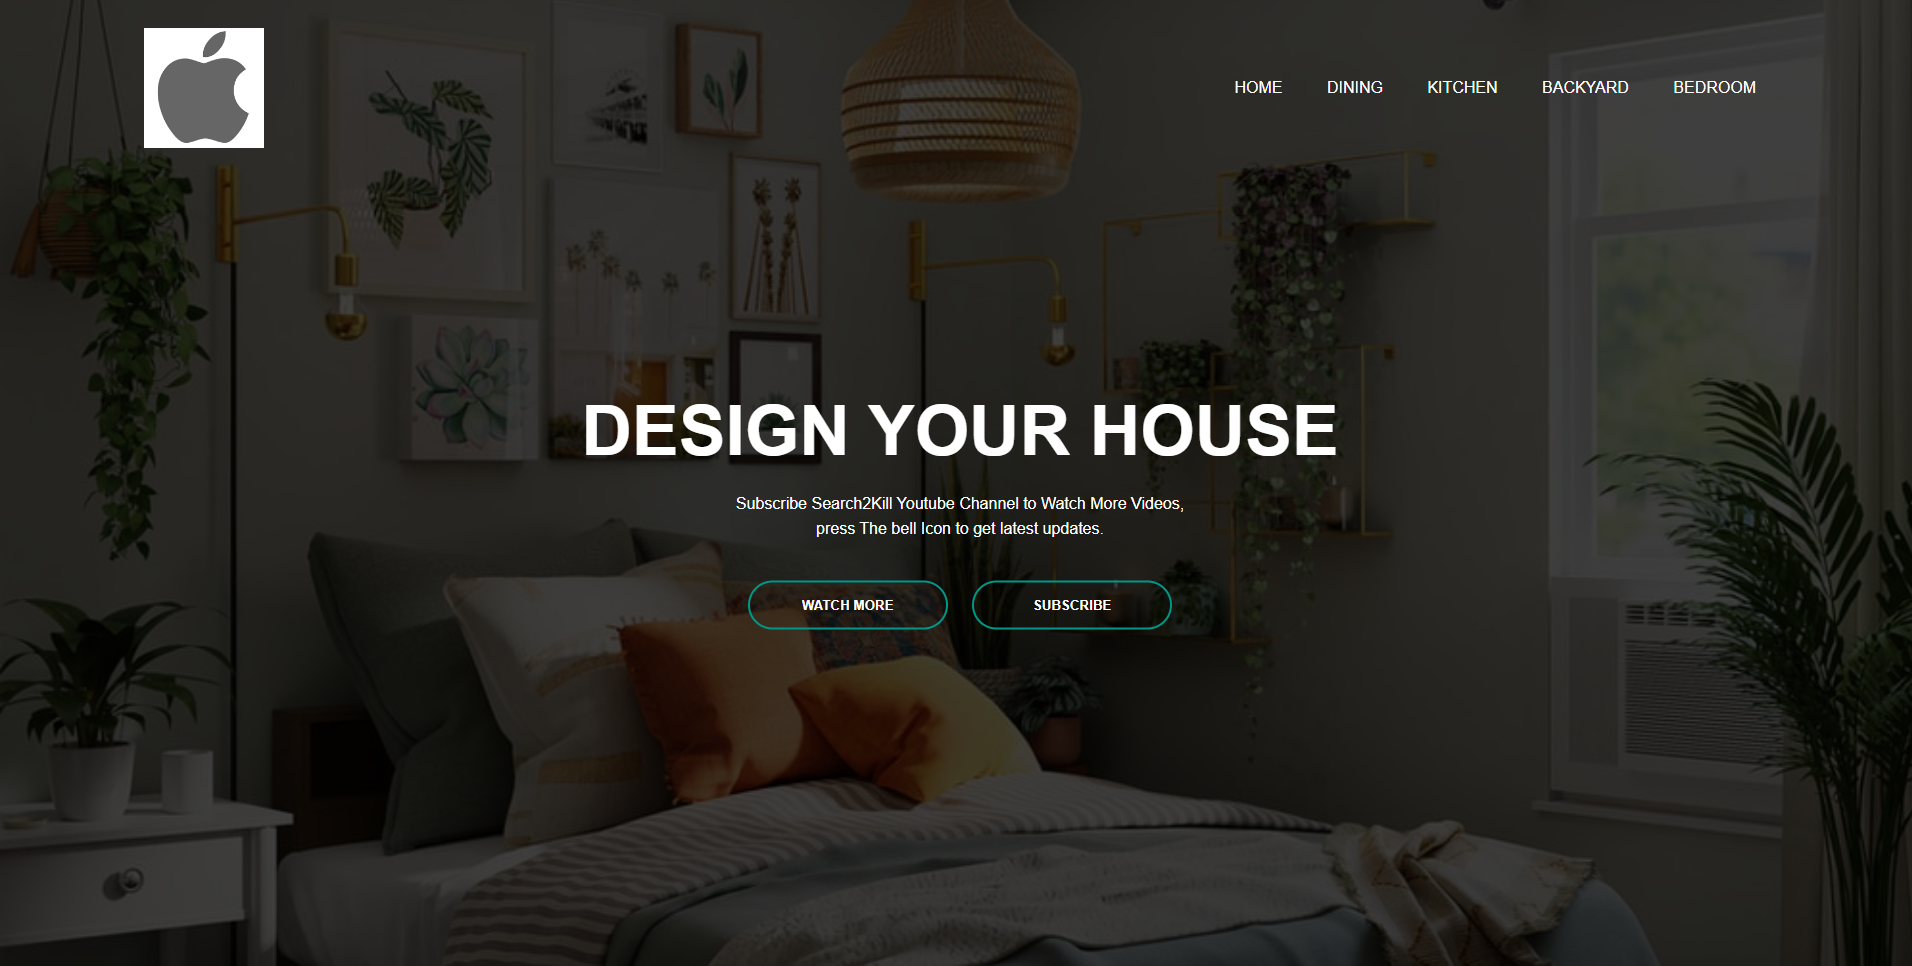 HOME DINING KITCHEN BACKYARD BEDROOM
DESIGN YOUR HOUSE
Subscribe Search2Kill Youtube Channel to Watch More Videos,
press The bell Icon to get latest updates.
WATCH MORE SUBSCRIBE